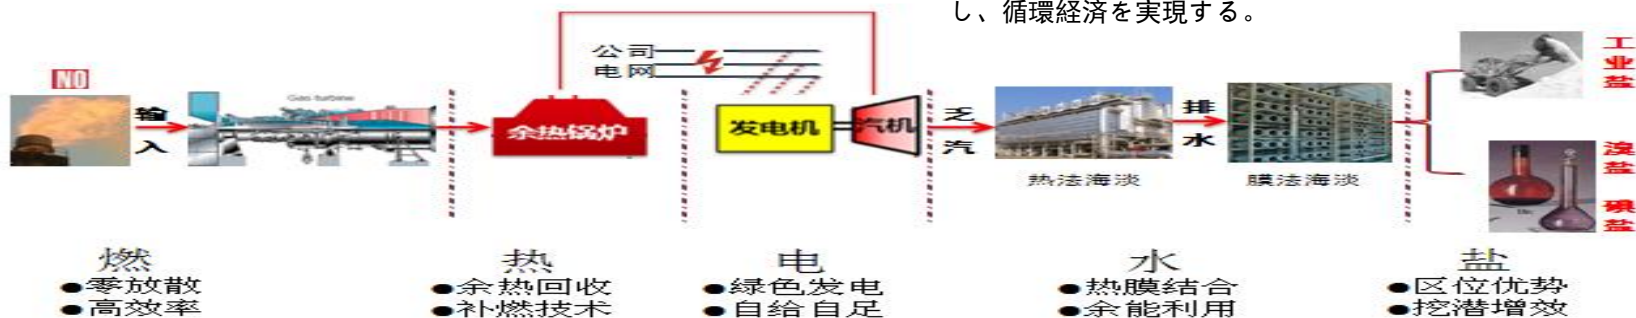 し、循環経済を実現する。
公司
电网
NO
Gas turbine
输入
余热锅炉
发电机
汽机
乏汽
热法海淡
排水
膜法海淡
工业盐
溴盐
碘盐
燃
●零放散
●高效率
热
●余热回收
●补燃技术
电
●绿色发电
●自给自足
水
●热膜结合
●余能利用
盐
●区位优势
●挖潜增效